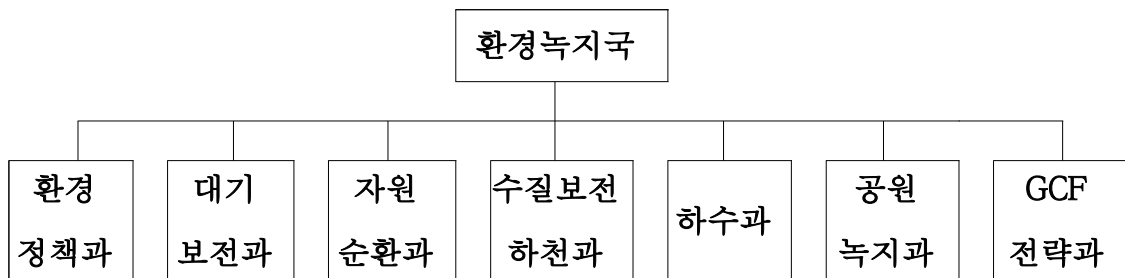 환경녹지국
환경
정책과
대기
보전과
자원
순환과
수질보전
하천과
하수과
공원
녹지과
GCF
전략과